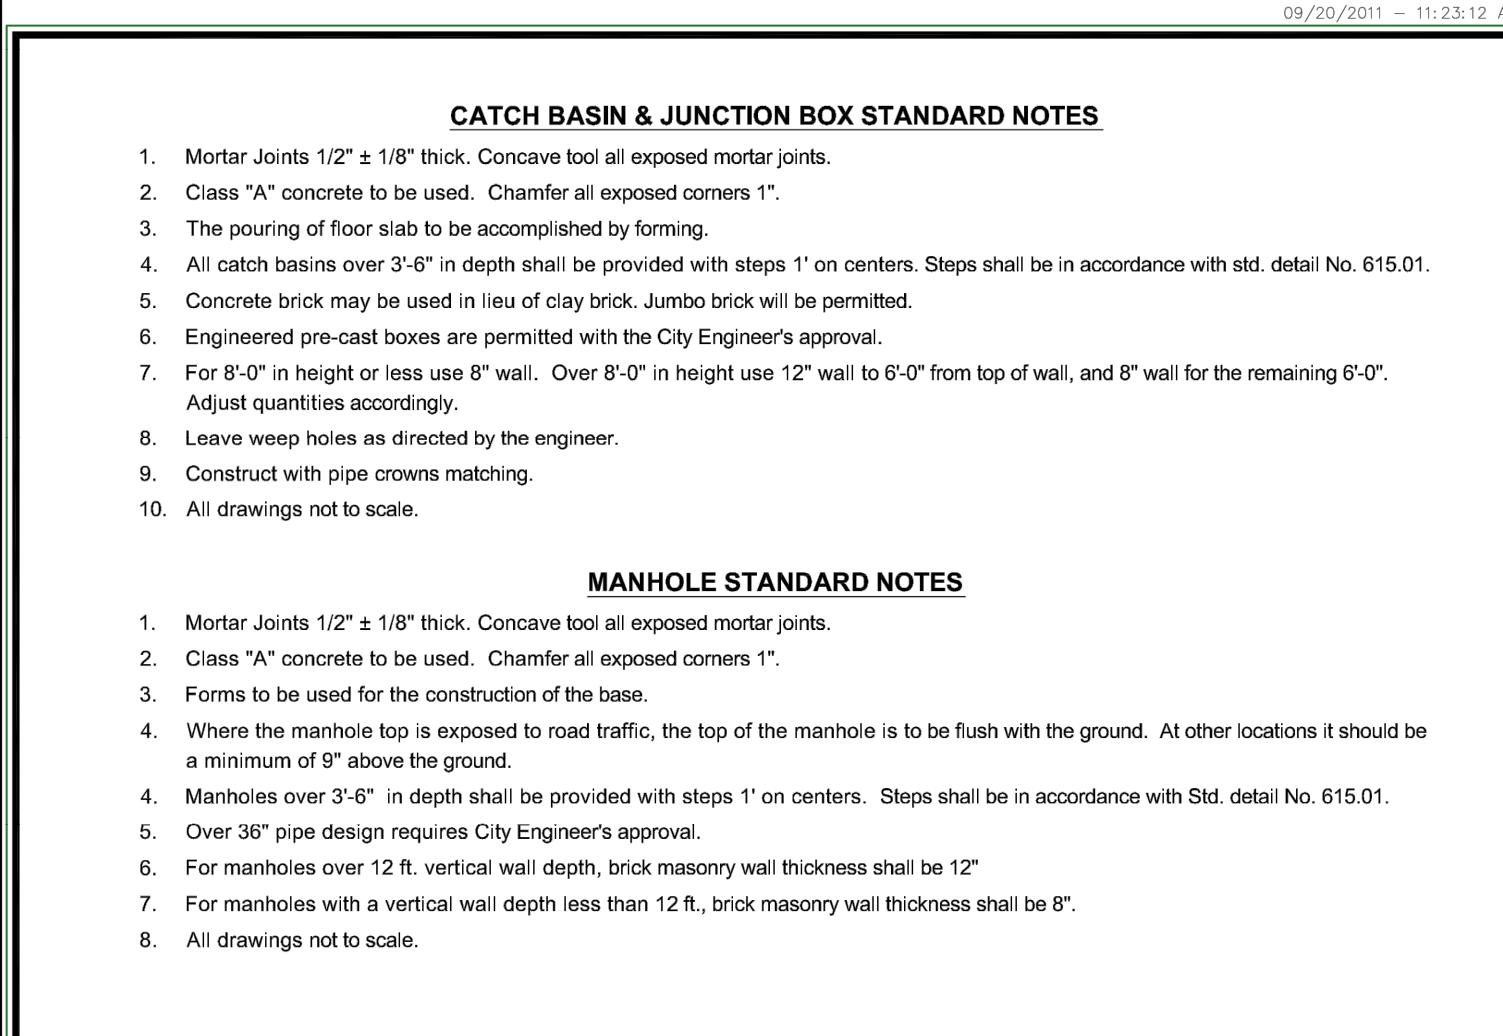 09/20/2011 – 11:23:12
CATCH BASIN & JUNCTION BOX STANDARD NOTES
1. Mortar Joints 1/2" ± 1/8" thick. Concave tool all exposed mortar joints.
2. Class "A" concrete to be used.  Chamfer all exposed corners 1".
3. The pouring of floor slab to be accomplished by forming.
4. All catch basins over 3'-6" in depth shall be provided with steps 1' on centers. Steps shall be in accordance with std. detail No. 615.01.
5. Concrete brick may be used in lieu of clay brick. Jumbo brick will be permitted.
6. Engineered pre-cast boxes are permitted with the City Engineer's approval.
7. For 8'-0" in height or less use 8" wall.  Over 8'-0" in height use 12" wall to 6'-0" from top of wall, and 8" wall for the remaining 6'-0".
Adjust quantities accordingly.
8. Leave weep holes as directed by the engineer.
9. Construct with pipe crowns matching.
10. All drawings not to scale.
MANHOLE STANDARD NOTES
1. Mortar Joints 1/2" ± 1/8" thick. Concave tool all exposed mortar joints.
2. Class "A" concrete to be used.  Chamfer all exposed corners 1".
3. Forms to be used for the construction of the base.
4. Where the manhole top is exposed to road traffic, the top of the manhole is to be flush with the ground.  At other locations it should be
a minimum of 9" above the ground.
4. Manholes over 3'-6"  in depth shall be provided with steps 1' on centers.  Steps shall be in accordance with Std. detail No. 615.01.
5. Over 36" pipe design requires City Engineer's approval.
6. For manholes over 12 ft. vertical wall depth, brick masonry wall thickness shall be 12"
7. For manholes with a vertical wall depth less than 12 ft., brick masonry wall thickness shall be 8".
8. All drawings not to scale.